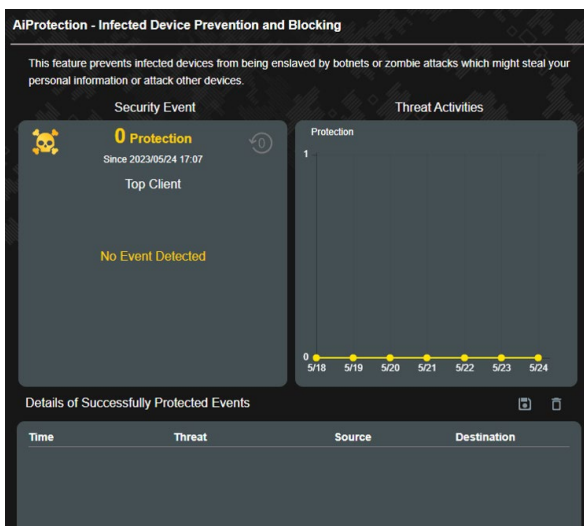 AiProtection - Infected Device Prevention and Blocking
This feature prevents infected devices from being enslaved by botnets or zombie attacks which might steal your
personal information or attack other devices.
Security Event
0 Protection
0
Since 2023/05/24 17:07
Top Client
No Event Detected
Threat Activities
Protection
1
0
5/18 5/19 5/20 5/21 5/22 5/23 5/24
Details of Successfully Protected Events
Time Threat Source Destination